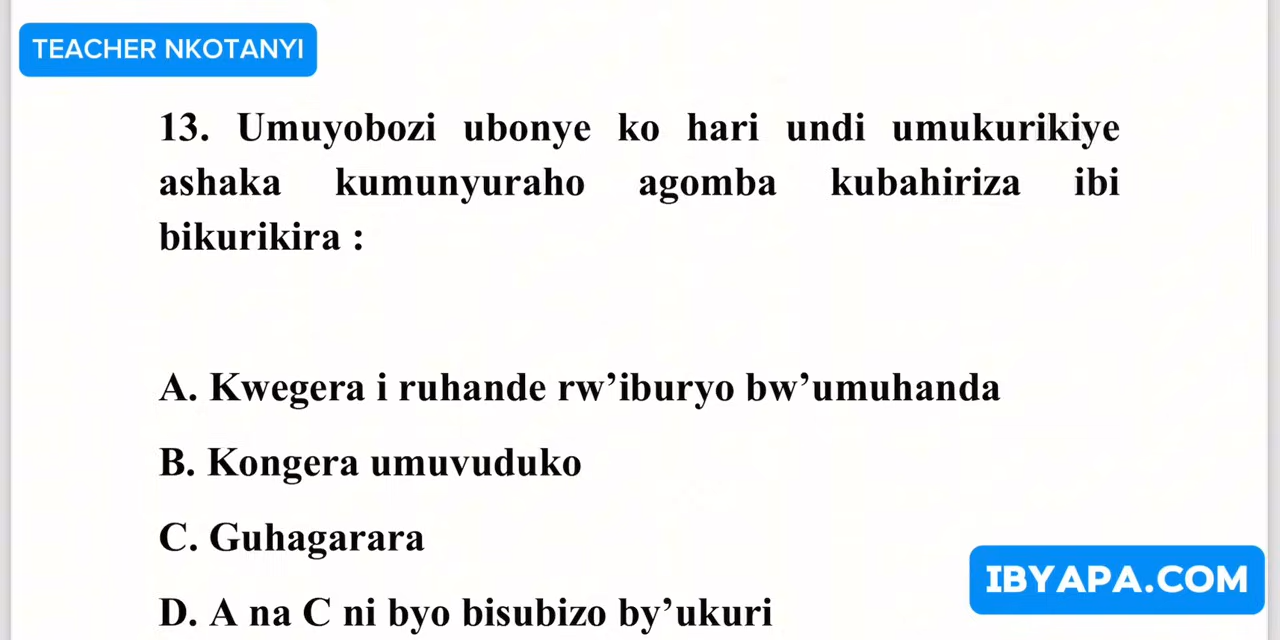 TEACHER NKOTANYI
13. Umuyobozi ubonye ko hari undi umukurikiye
ashaka kumunyuraho agomba kubahiriza ibi
bikurikira :
A. Kwegera i ruhande rw’iburyo bw’umuhanda
B. Kongera umuvuduko
C. Guhagarara
D. A na C ni byo bisubizo by’ukuri
IBYAPA.COM